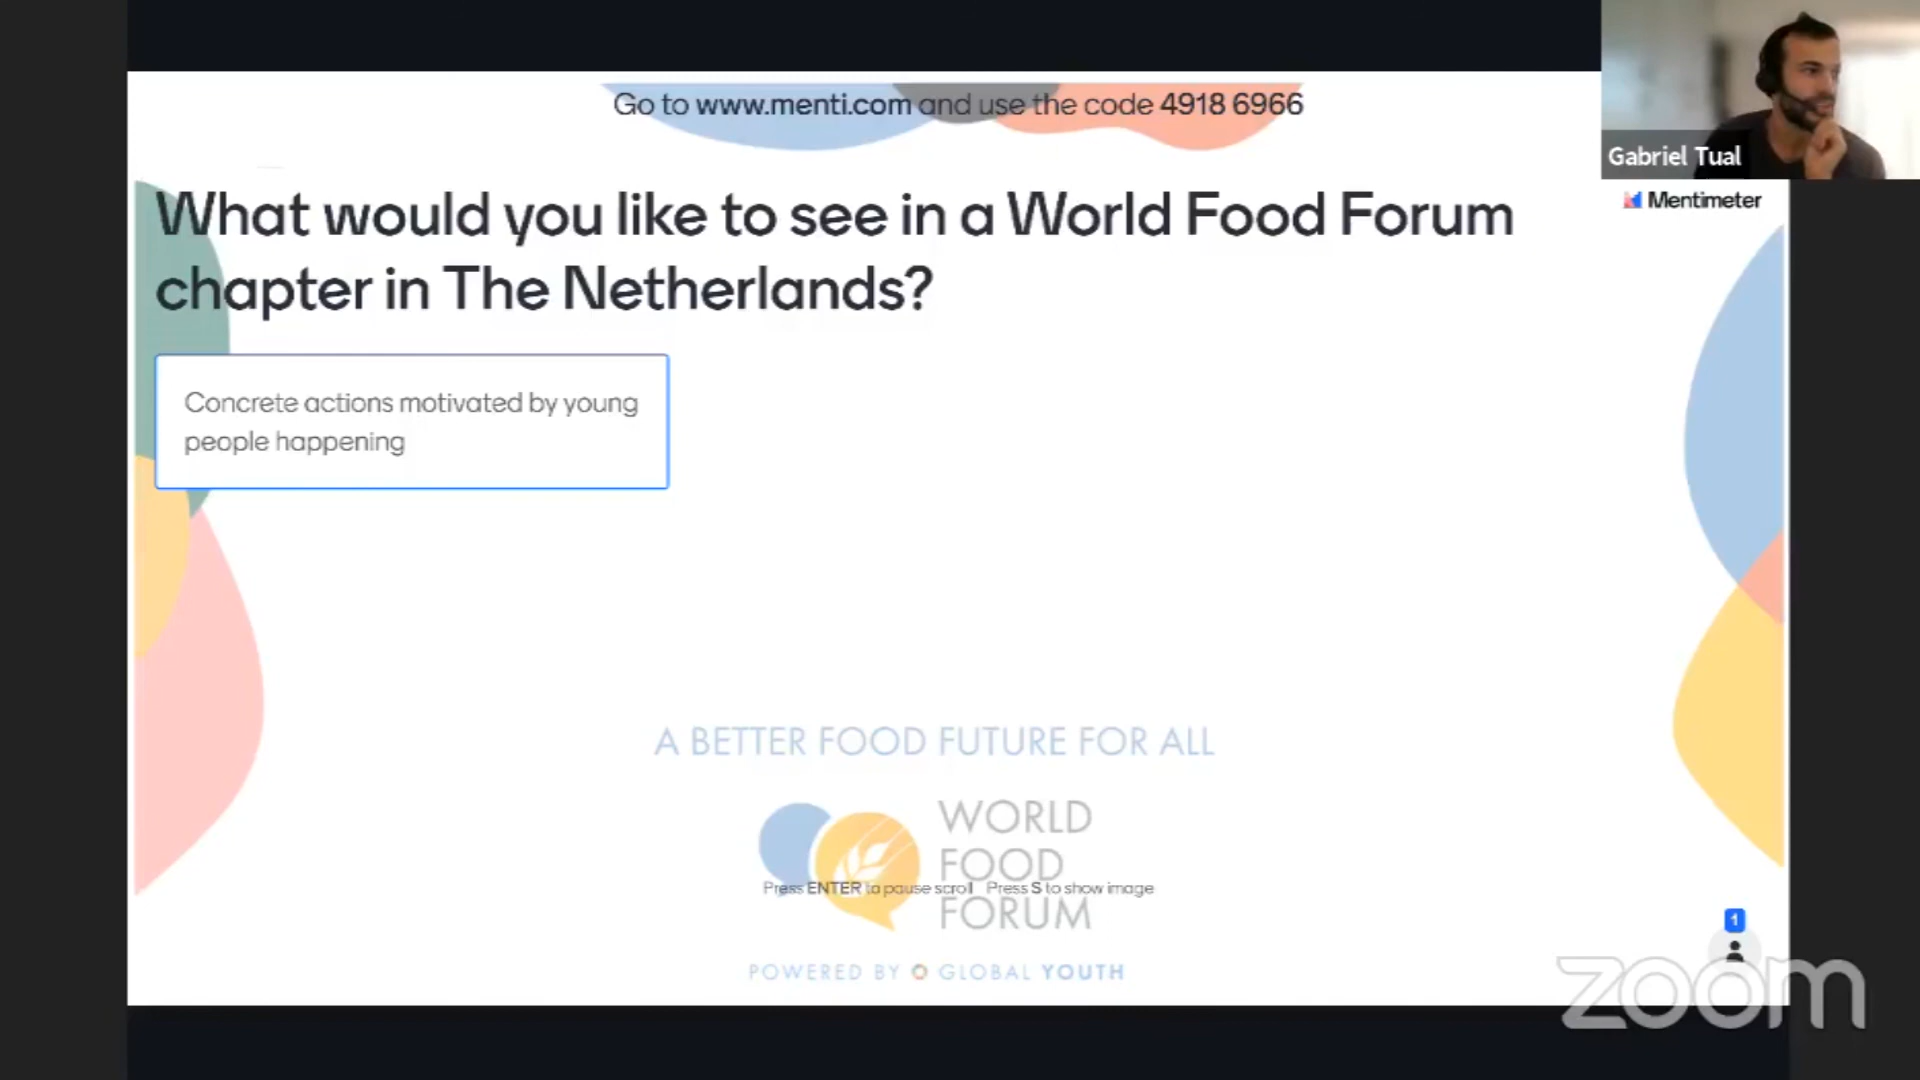 Go to www.menti.com and use the code 4918 6966
Gabriel Tual
Mentimeter
What would you like to see in a World Food Forum
chapter in The Netherlands?
Concrete actions motivated by young
people happening
A BETTER FOOD FUTURE FOR ALL
WORLD
FOOD
Press ENTER to pause scroll Press S to show image
FORUM
1
POWERED BY GLOBAL YOUTH
zoom